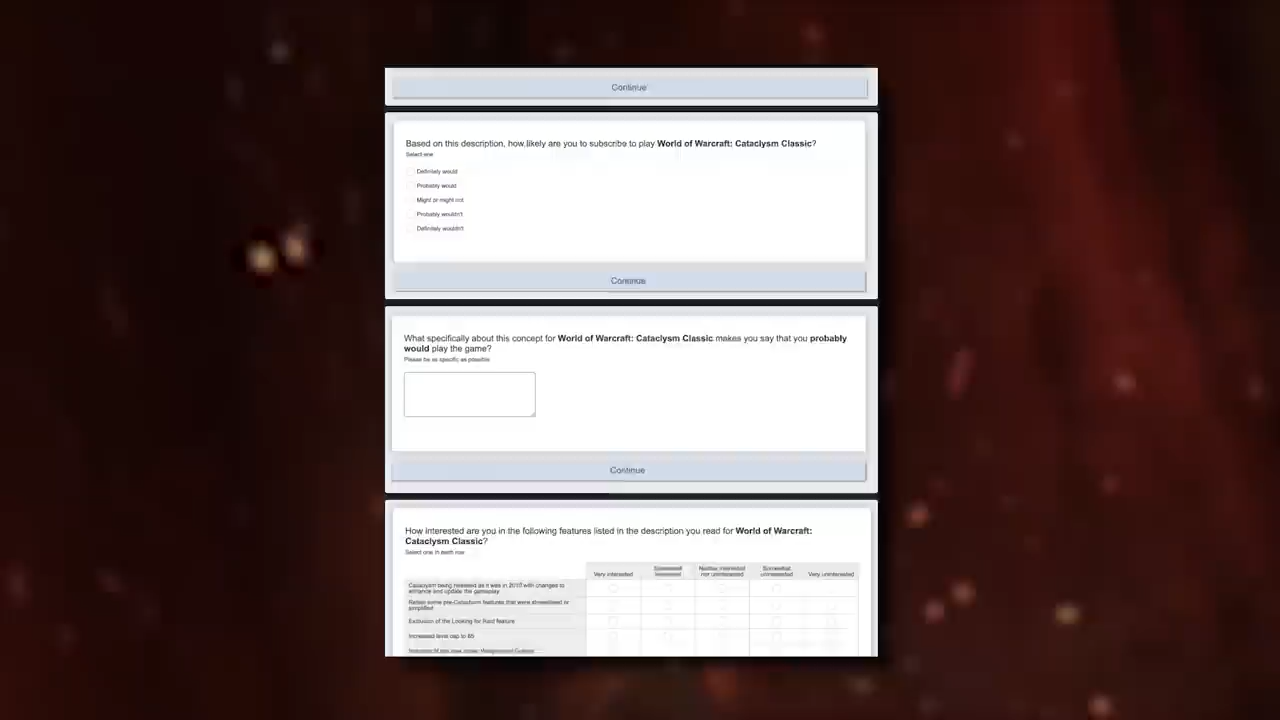 Continue
Based on this description, how likely are you to subscribe to play World of Warcraft: Cataclysm Classic?
Select one
Definitely would
Probably would
Might or might not
Probably wouldn't
Definitely wouldn't
Continue
What specifically about this concept for World of Warcraft: Cataclysm Classic makes you say that you probably
would play the game?
Please be as specific as possible
Continue
How interested are you in the following features listed in the description you read for World of Warcraft:
Cataclysm Classic?
Select one in each row
Very interested
Somewhat
interested
Neither interested
nor uninterested
Somewhat
uninterested
Very uninterested
Cataclysm being released as it was in 2010 with changes to
enhance and update the gameplay
Retain some pre-Cataclysm features that were streamlined or
simplified
Exclusion of the Looking for Raid feature
Increased level cap to 85